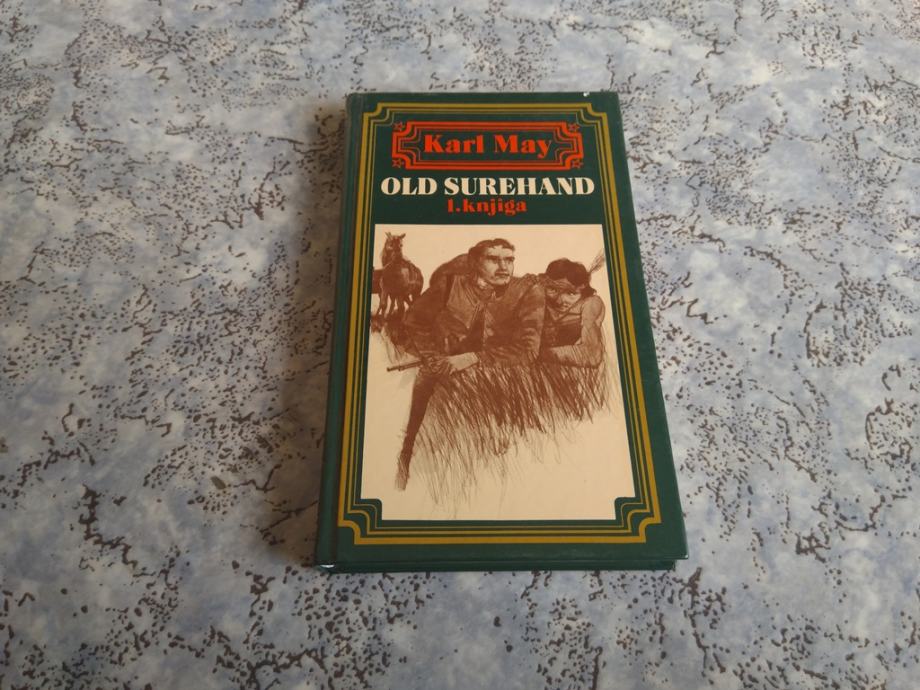 Karl May
OLD SUREHAND
1.knjiga